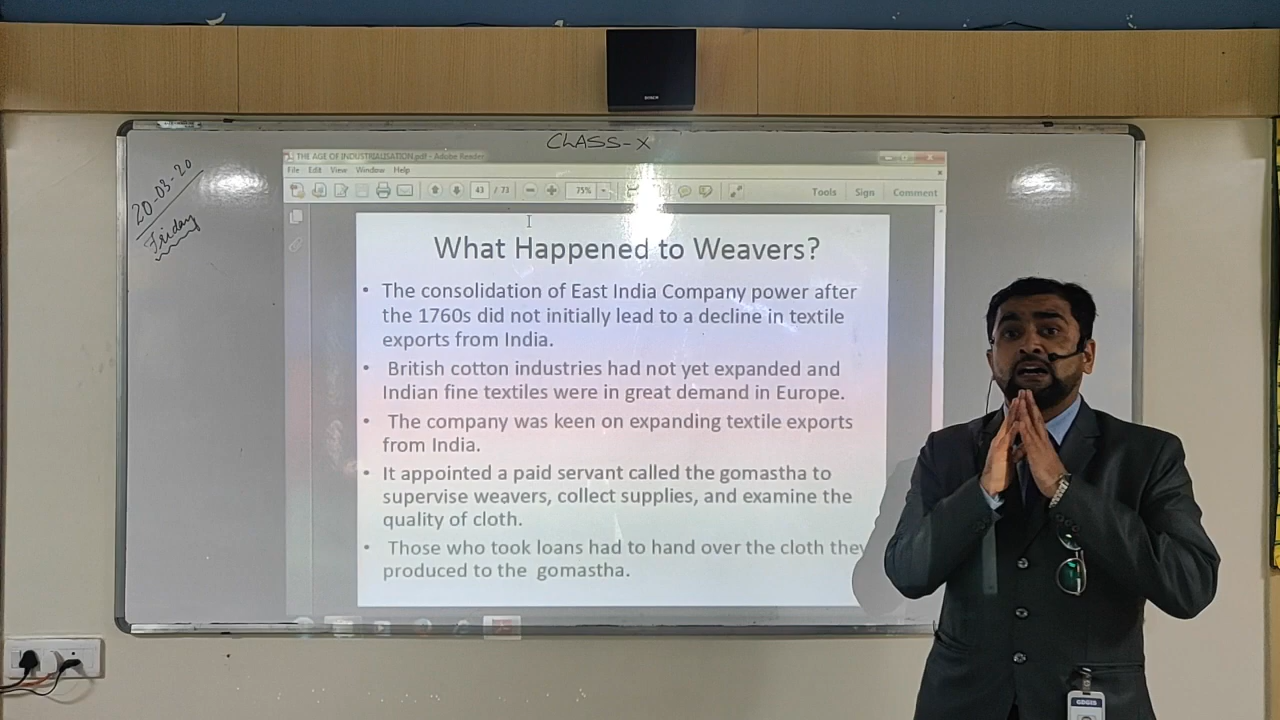 BOSCH
CLASS-X
20-03-20
Friday
THE AGE OF INDUSTRIALISATION.pdf - Adobe Reader
File Edit View Window Help
43 / 73 75% Tools Sign Comment
What Happened to Weavers?
• The consolidation of East India Company power after
the 1760s did not initially lead to a decline in textile
exports from India.
• British cotton industries had not yet expanded and
Indian fine textiles were in great demand in Europe.
• The company was keen on expanding textile exports
from India.
• It appointed a paid servant called the gomastha to
supervise weavers, collect supplies, and examine the
quality of cloth.
• Those who took loans had to hand over the cloth they
produced to the gomastha.
GDGIS